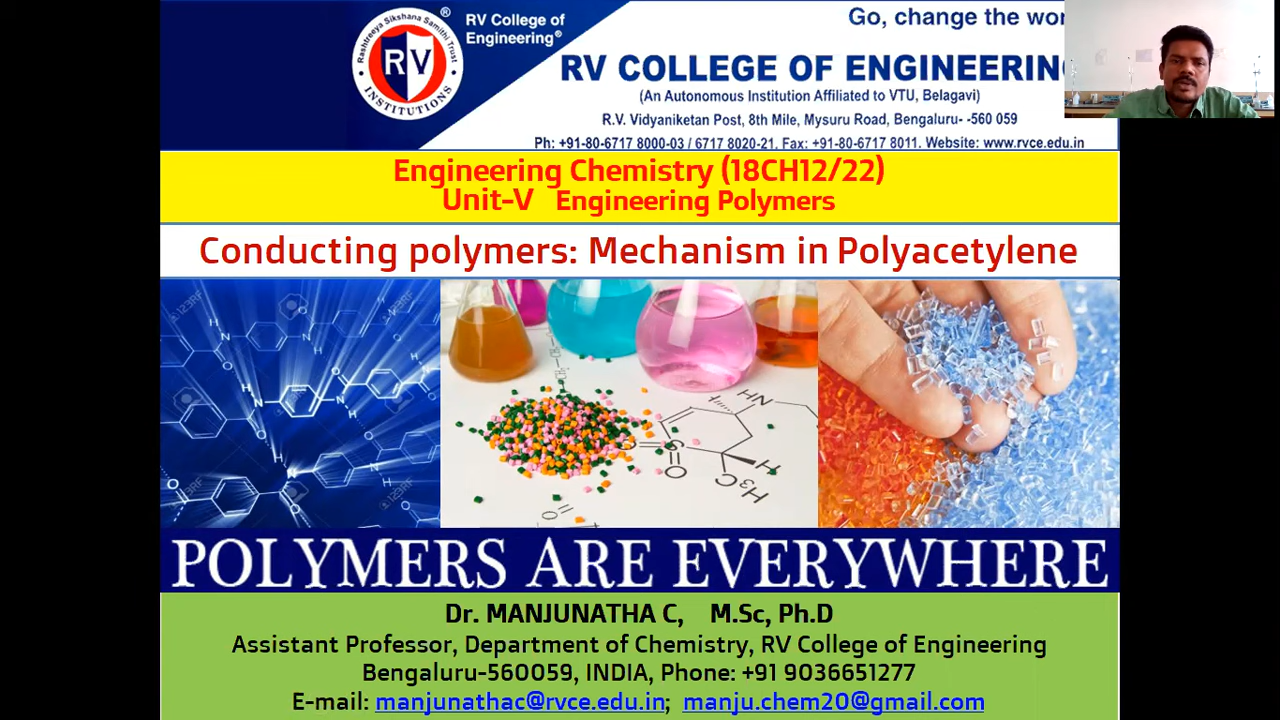 Rashtreeya Sikshana Samithi Trust
RV
INSTITUTIONS
®
RV College of
Engineering®
Go, change the wor
RV COLLEGE OF ENGINEERIN
(An Autonomous Institution Affiliated to VTU, Belagavi)
R.V. Vidyaniketan Post, 8th Mile, Mysuru Road, Bengaluru- -560 059
Ph: +91-80-6717 8000-03 / 6717 8020-21, Fax: +91-80-6717 8011. Website: www.rvce.edu.in
Engineering Chemistry (18CH12/22)
Unit-V Engineering Polymers
Conducting polymers: Mechanism in Polyacetylene
POLYMERS ARE EVERYWHERE
Dr. MANJUNATHA C, M.Sc, Ph.D
Assistant Professor, Department of Chemistry, RV College of Engineering
Bengaluru-560059, INDIA, Phone: +91 9036651277
E-mail: manjunathac@rvce.edu.in; manju.chem20@gmail.com